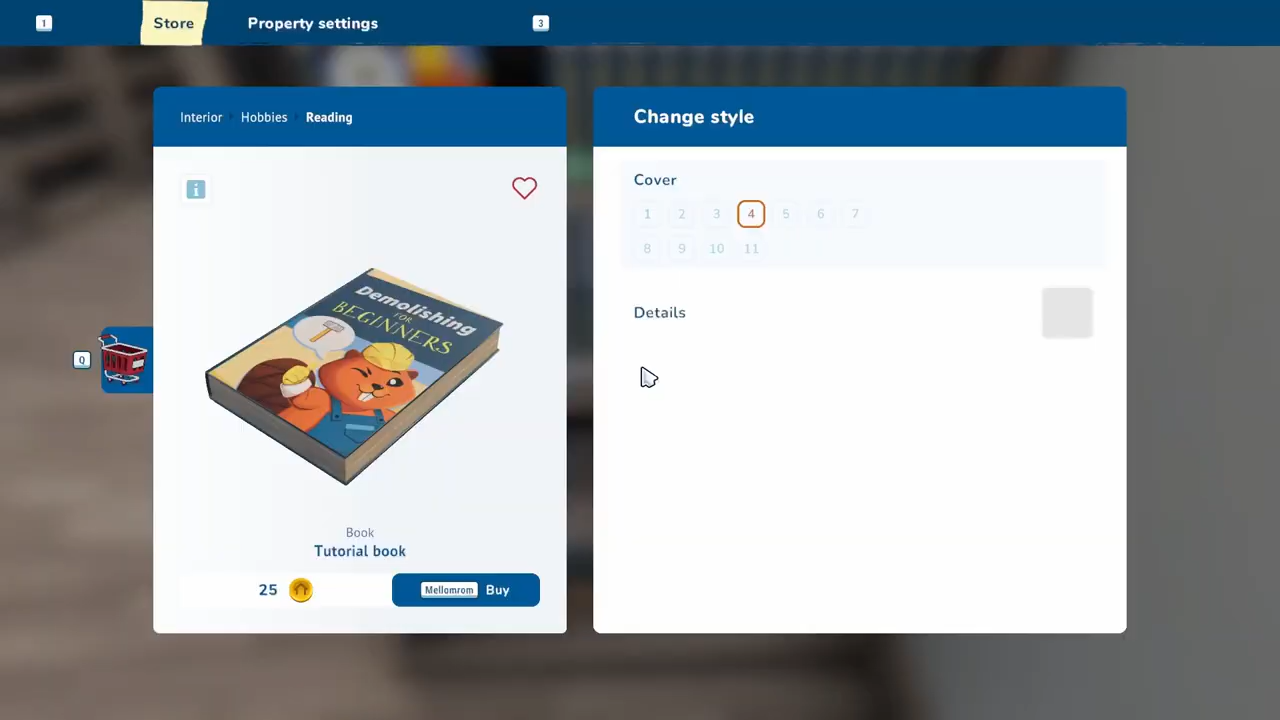 1
Store
Property settings
3
Interior
Hobbies
Reading
Change style
i
Cover
1 2 3 4 5 6 7
8 9 10 11
Demolishing
FOR
BEGINNERS
Details
Q
Book
Tutorial book
25
Mellomrom
Buy